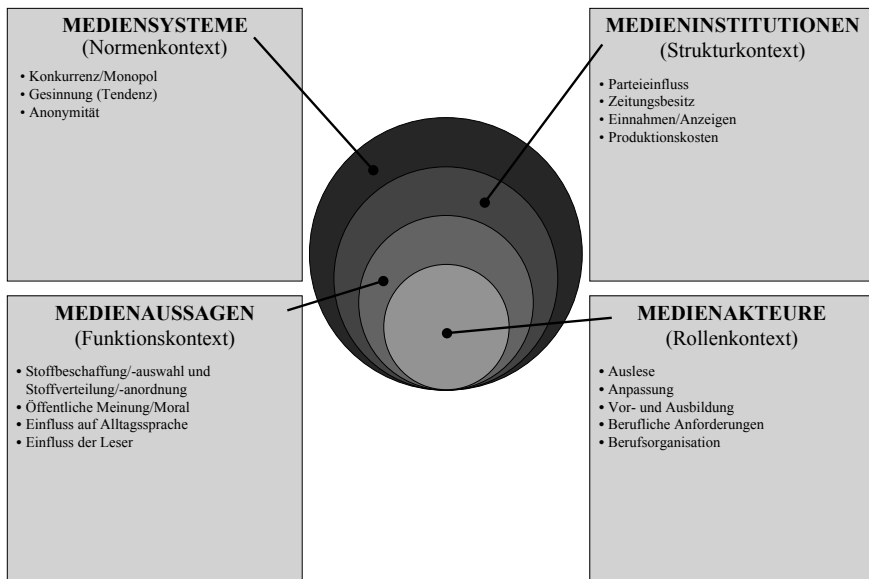 MEDIENSYSTEME
(Normenkontext)
• Konkurrenz/Monopol
• Gesinnung (Tendenz)
• Anonymität
MEDIENINSTITUTIONEN
(Strukturkontext)
• Parteieinfluss
• Zeitungsbesitz
• Einnahmen/Anzeigen
• Produktionskosten
MEDIENAUSSAGEN
(Funktionskontext)
• Stoffbeschaffung/-auswahl und
Stoffverteilung/-anordnung
• Öffentliche Meinung/Moral
• Einfluss auf Alltagssprache
• Einfluss der Leser
MEDIENAKTEURE
(Rollenkontext)
• Auslese
• Anpassung
• Vor- und Ausbildung
• Berufliche Anforderungen
• Berufsorganisation